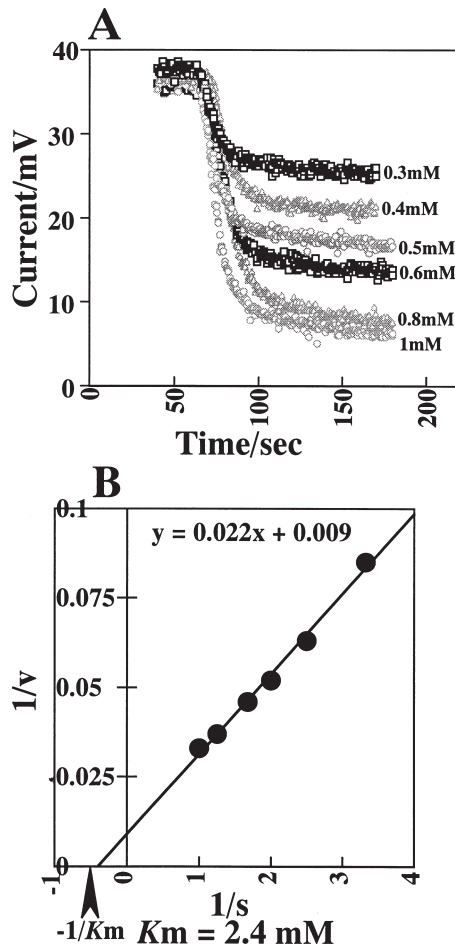 A
40
30
20
10
0
Current/mV
0.3mM
0.4mM
0.5mM
0.6mM
0.8mM
1mM
0
50
100
150
200
Time/sec
B
0.1
y = 0.022x + 0.009
0.075
0.05
0.025
0
1/v
-1
0
1
2
3
4
1/s
-1/Km Km = 2.4 mM